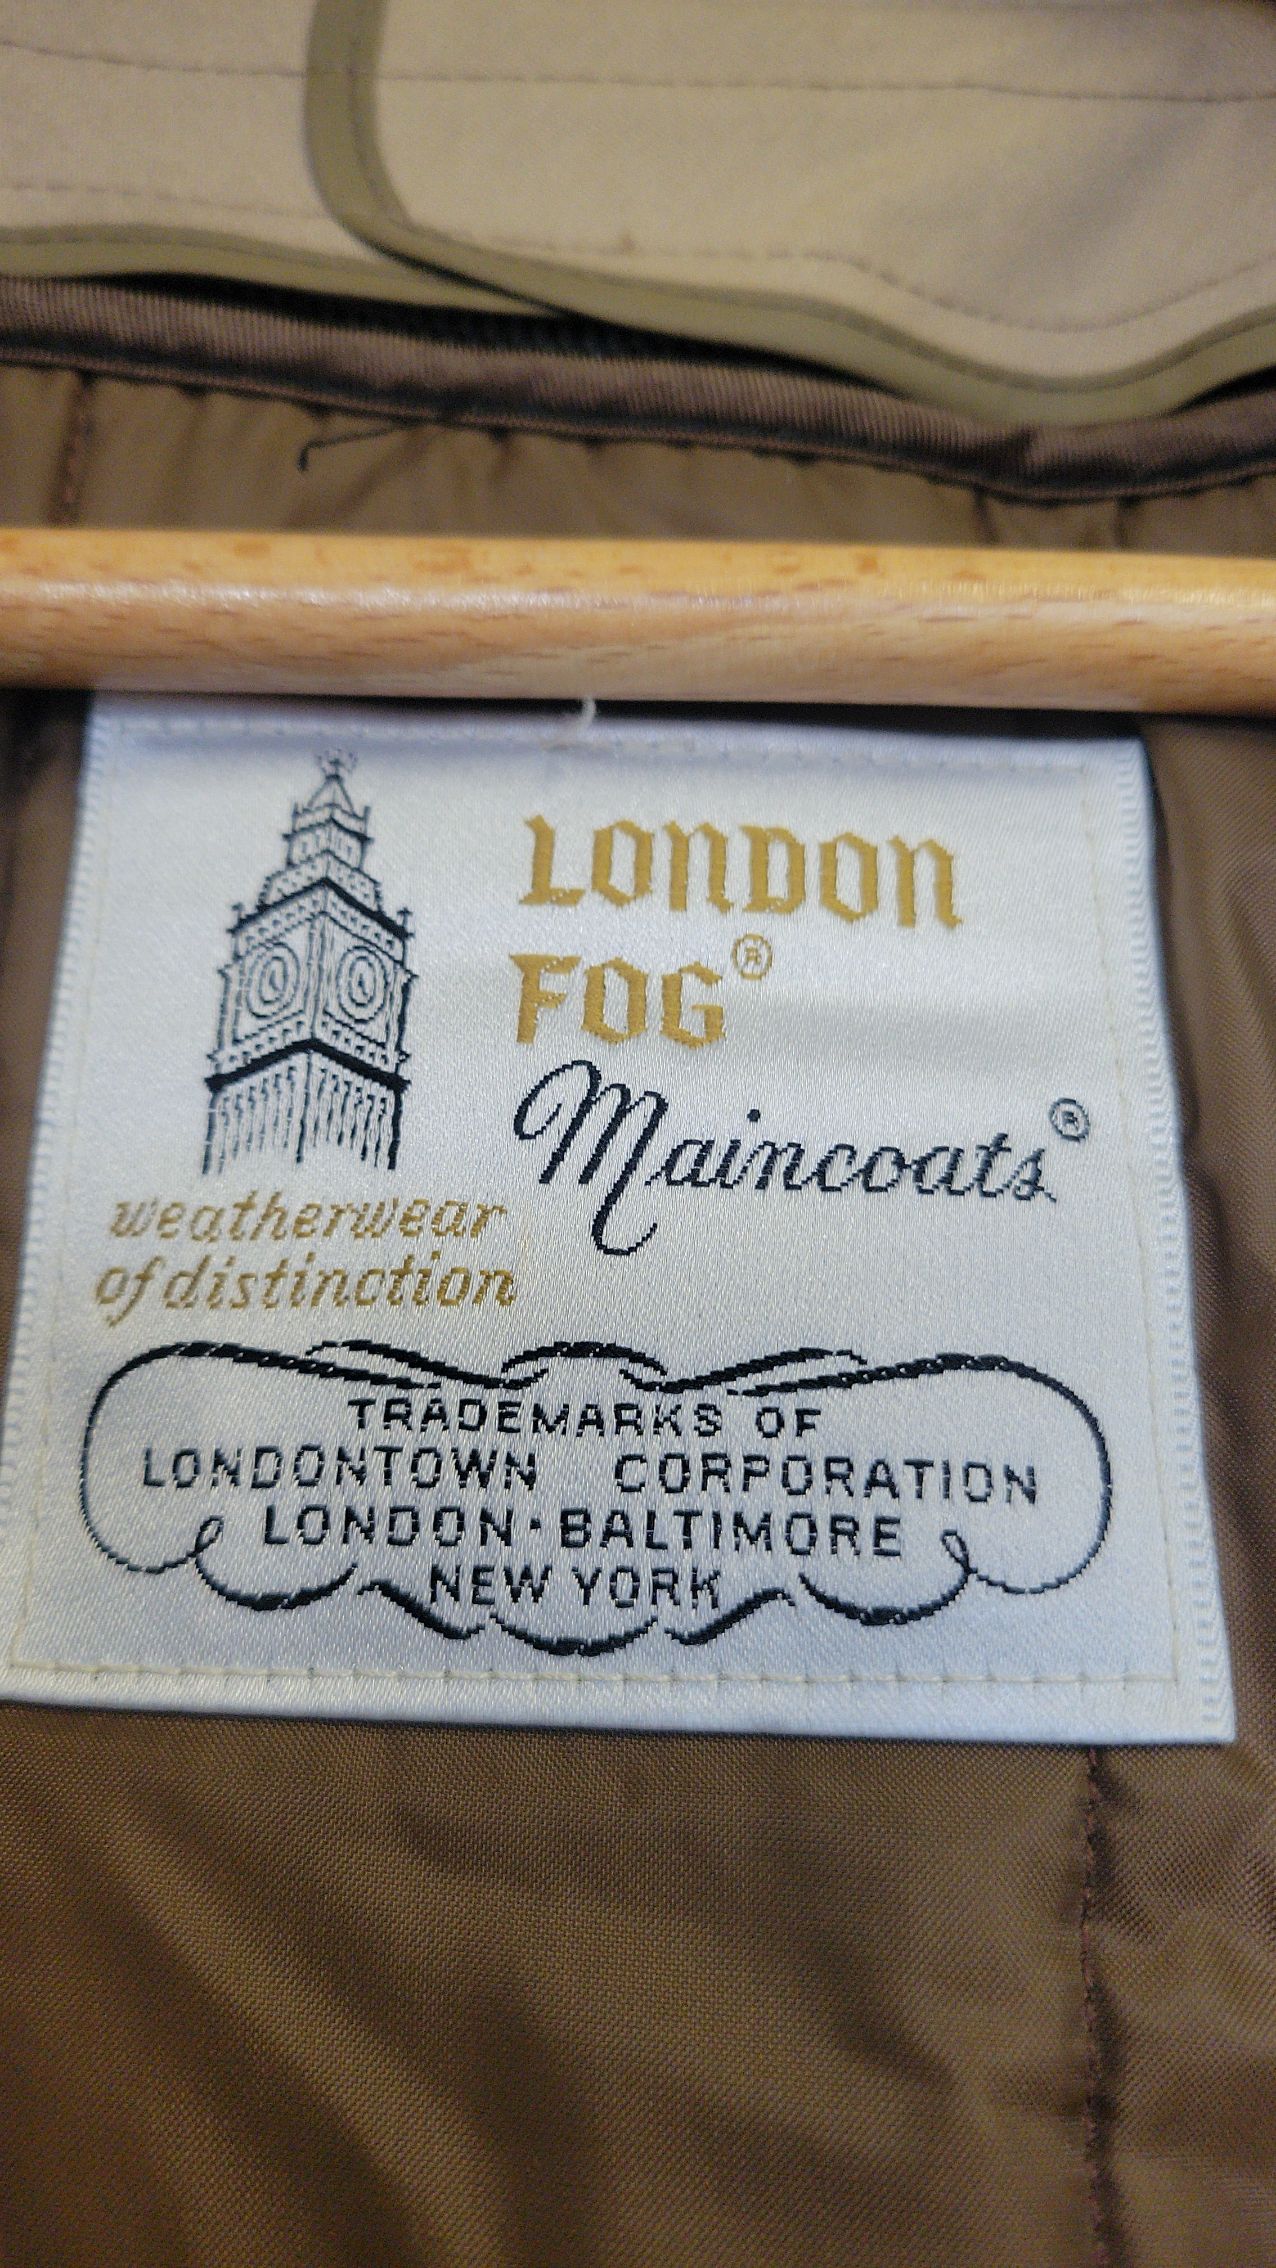 LONDON
FOG®
Maincoats®
weatherwear
of distinction
TRADEMARKS OF
LONDONTOWN CORPORATION
LONDON·BALTIMORE
NEW YORK